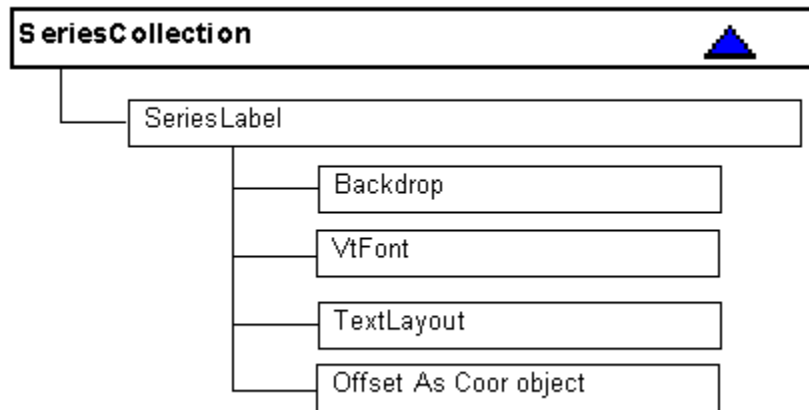 SeriesCollection
SeriesLabel
Backdrop
VtFont
TextLayout
Offset As Coor object